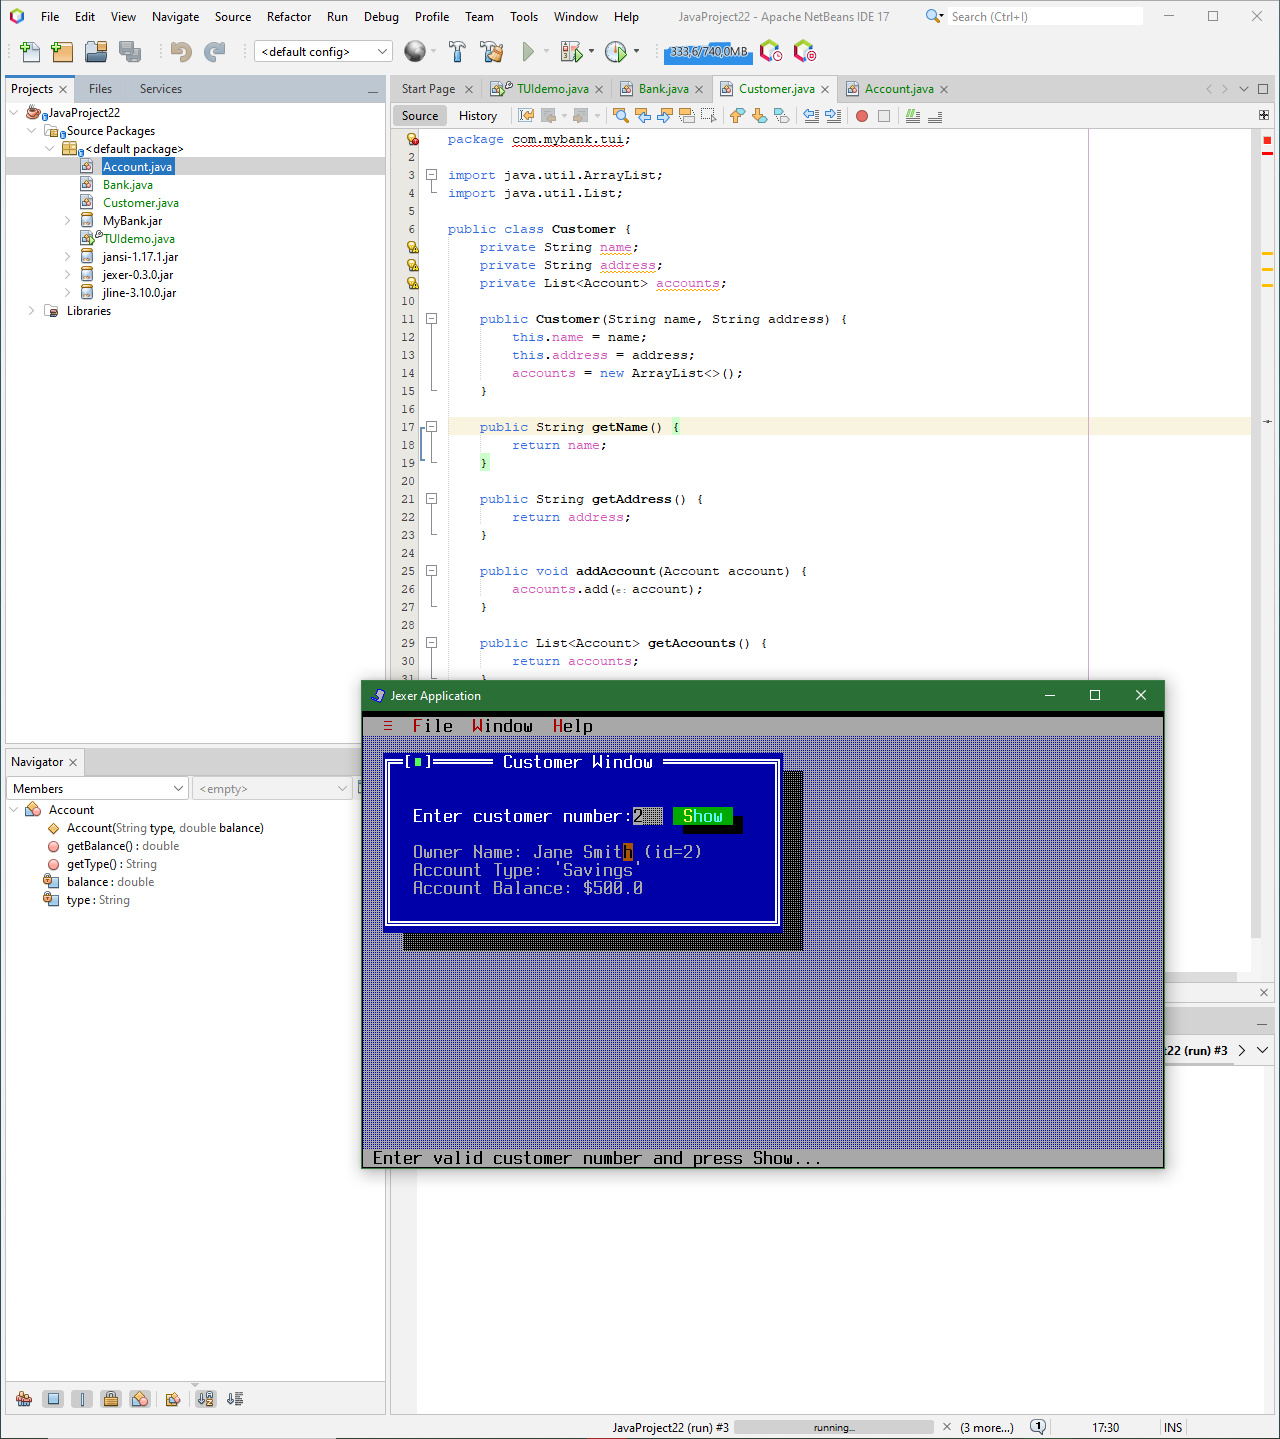 File Edit View Navigate Source Refactor Run Debug Profile Team Tools Window Help
JavaProject22 - Apache NetBeans IDE 17
Search (Ctrl+I)
<default config>
333,6/740,0MB
Projects Files Services
JavaProject22
Source Packages
<default package>
Account.java
Bank.java
Customer.java
MyBank.jar
TUIdemo.java
jansi-1.17.1.jar
jexer-0.3.0.jar
jline-3.10.0.jar
Libraries
Start Page TUIdemo.java Bank.java Customer.java Account.java
Source History
package com.mybank.tui;
2
3 import java.util.ArrayList;
4 import java.util.List;
5
6 public class Customer {
private String name;
private String address;
private List<Account> accounts;
10
11 public Customer(String name, String address) {
12 this.name = name;
13 this.address = address;
14 accounts = new ArrayList<>();
15 }
16
17 public String getName() {
18 return name;
19 }
20
21 public String getAddress() {
22 return address;
23 }
24
25 public void addAccount(Account account) {
26 accounts.add(e: account);
27 }
28
29 public List<Account> getAccounts() {
30 return accounts;
31 }
Jexer Application
File Window Help
Customer Window
Enter customer number:2 Show
Owner Name: Jane Smith (id=2)
Account Type: 'Savings'
Account Balance: $500.0
Enter valid customer number and press Show...
Navigator
Members
<empty>
Account
Account(String type, double balance)
getBalance() : double
getType() : String
balance : double
type : String
t22 (run) #3
JavaProject22 (run) #3
running...
(3 more...)
1
17:30
INS